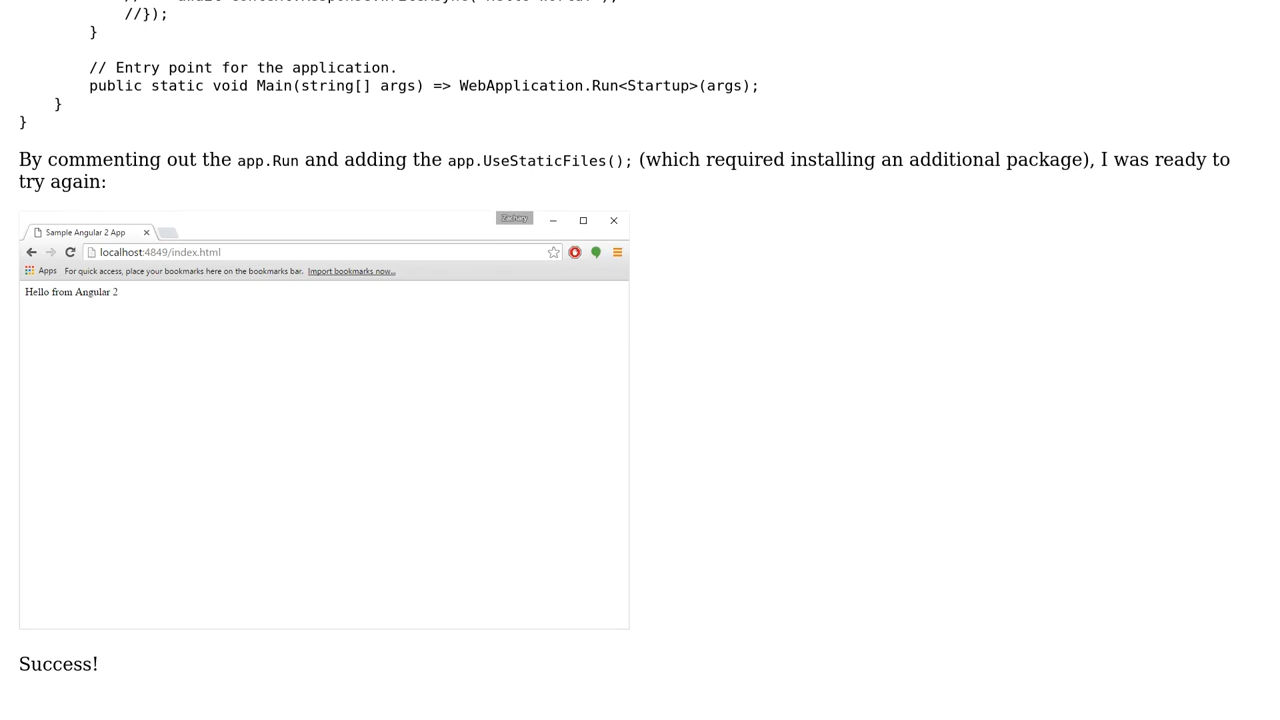 //});
}
// Entry point for the application.
public static void Main(string[] args) => WebApplication.Run<Startup>(args);
}
}
By commenting out the app.Run and adding the app.UseStaticFiles(); (which required installing an additional package), I was ready to
try again:
Zachary
Sample Angular 2 App
localhost:4849/index.html
Apps For quick access, place your bookmarks here on the bookmarks bar. Import bookmarks now...
Hello from Angular 2
Success!